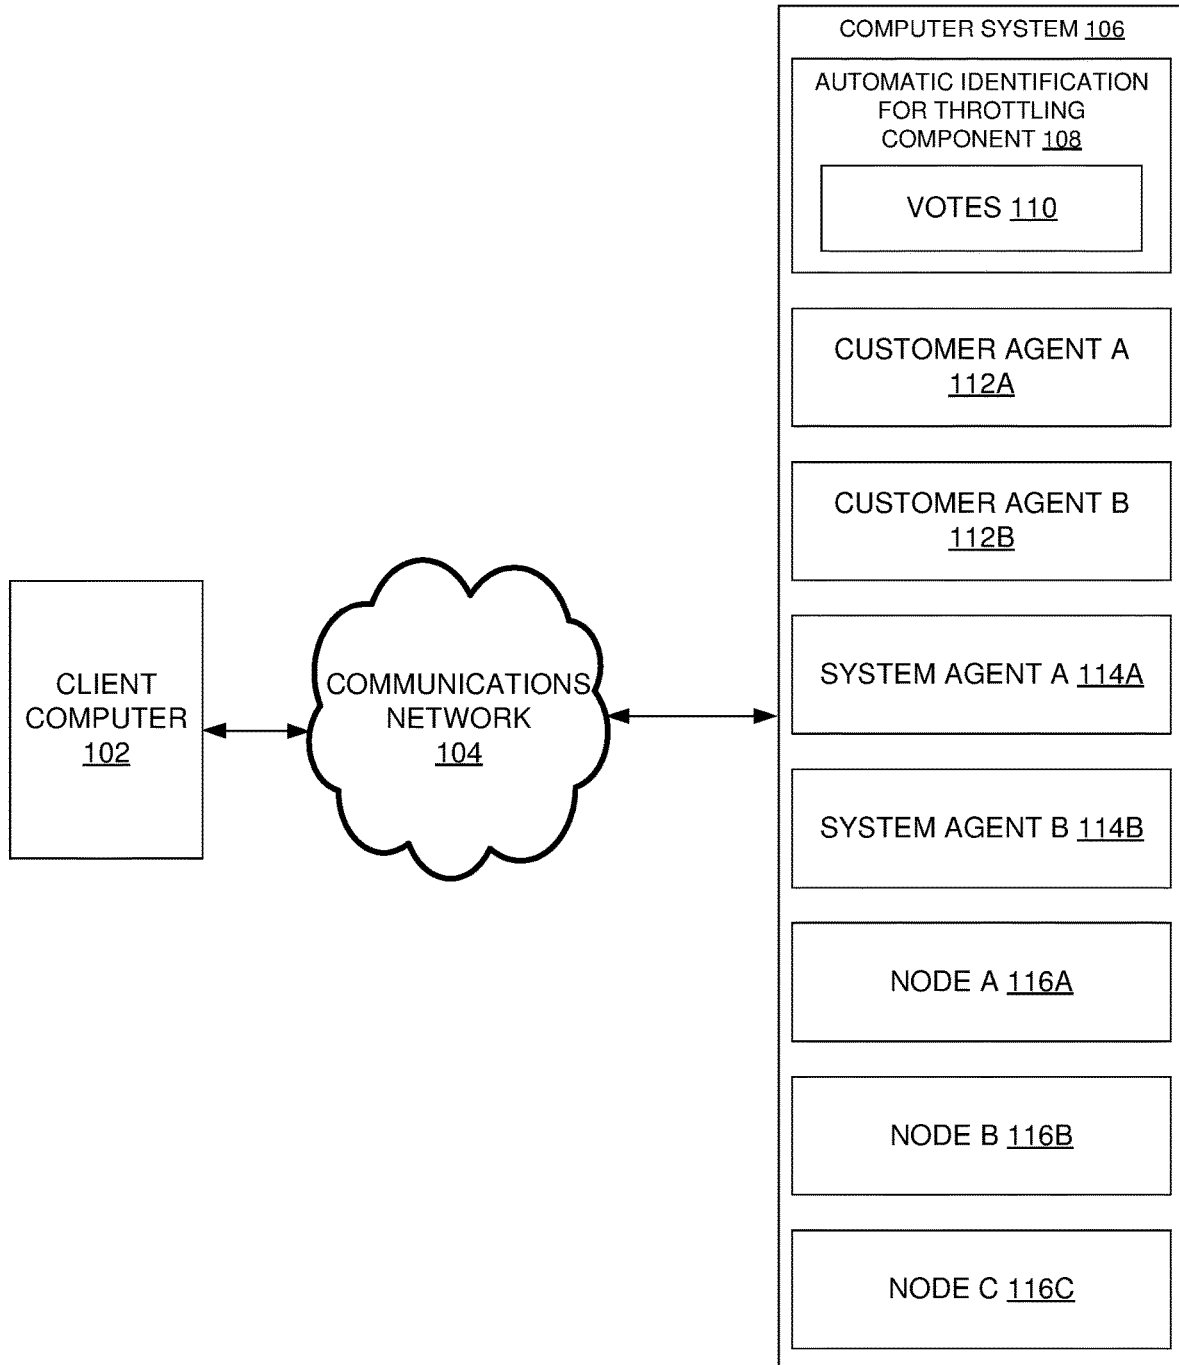 COMPUTER SYSTEM 106
AUTOMATIC IDENTIFICATION
FOR THROTTLING
COMPONENT 108
VOTES 110
CUSTOMER AGENT A
112A
CUSTOMER AGENT B
112B
CLIENT
COMPUTER
102
COMMUNICATIONS
NETWORK
104
SYSTEM AGENT A 114A
SYSTEM AGENT B 114B
NODE A 116A
NODE B 116B
NODE C 116C